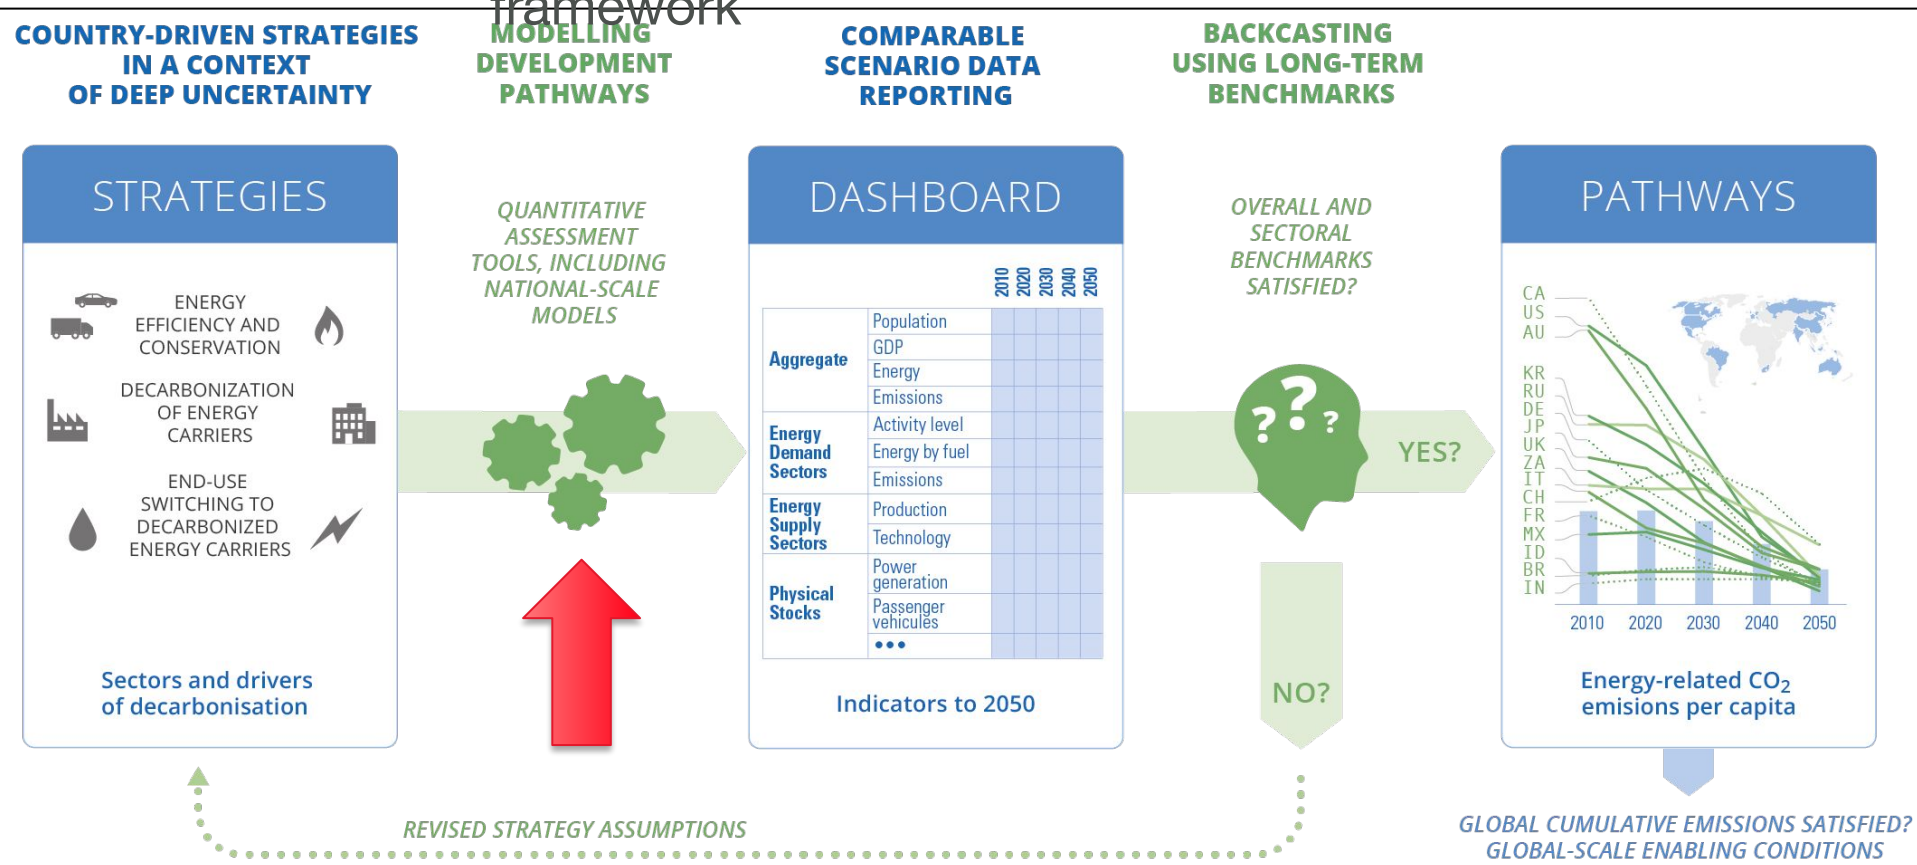 framework
COUNTRY-DRIVEN STRATEGIES
IN A CONTEXT
OF DEEP UNCERTAINTY
MODELLING
DEVELOPMENT
PATHWAYS
COMPARABLE
SCENARIO DATA
REPORTING
BACKCASTING
USING LONG-TERM
BENCHMARKS
STRATEGIES
ENERGY
EFFICIENCY AND
CONSERVATION
DECARBONIZATION
OF ENERGY
CARRIERS
END-USE
SWITCHING TO
DECARBONIZED
ENERGY CARRIERS
Sectors and drivers
of decarbonisation
QUANTITATIVE
ASSESSMENT
TOOLS, INCLUDING
NATIONAL-SCALE
MODELS
DASHBOARD
2010 2020 2030 2040 2050
Aggregate
Population
GDP
Energy
Emissions
Energy
Demand
Sectors
Activity level
Energy by fuel
Emissions
Energy
Supply
Sectors
Production
Technology
Physical
Stocks
Power
generation
Passenger
vehicules
•••
Indicators to 2050
OVERALL AND
SECTORAL
BENCHMARKS
SATISFIED?
? ? ?
YES?
NO?
PATHWAYS
CA
US
AU
KR
RU
DE
JP
UK
ZA
IT
CH
FR
MX
ID
BR
IN
2010 2020 2030 2040 2050
Energy-related CO2
emisions per capita
REVISED STRATEGY ASSUMPTIONS
GLOBAL CUMULATIVE EMISSIONS SATISFIED?
GLOBAL-SCALE ENABLING CONDITIONS